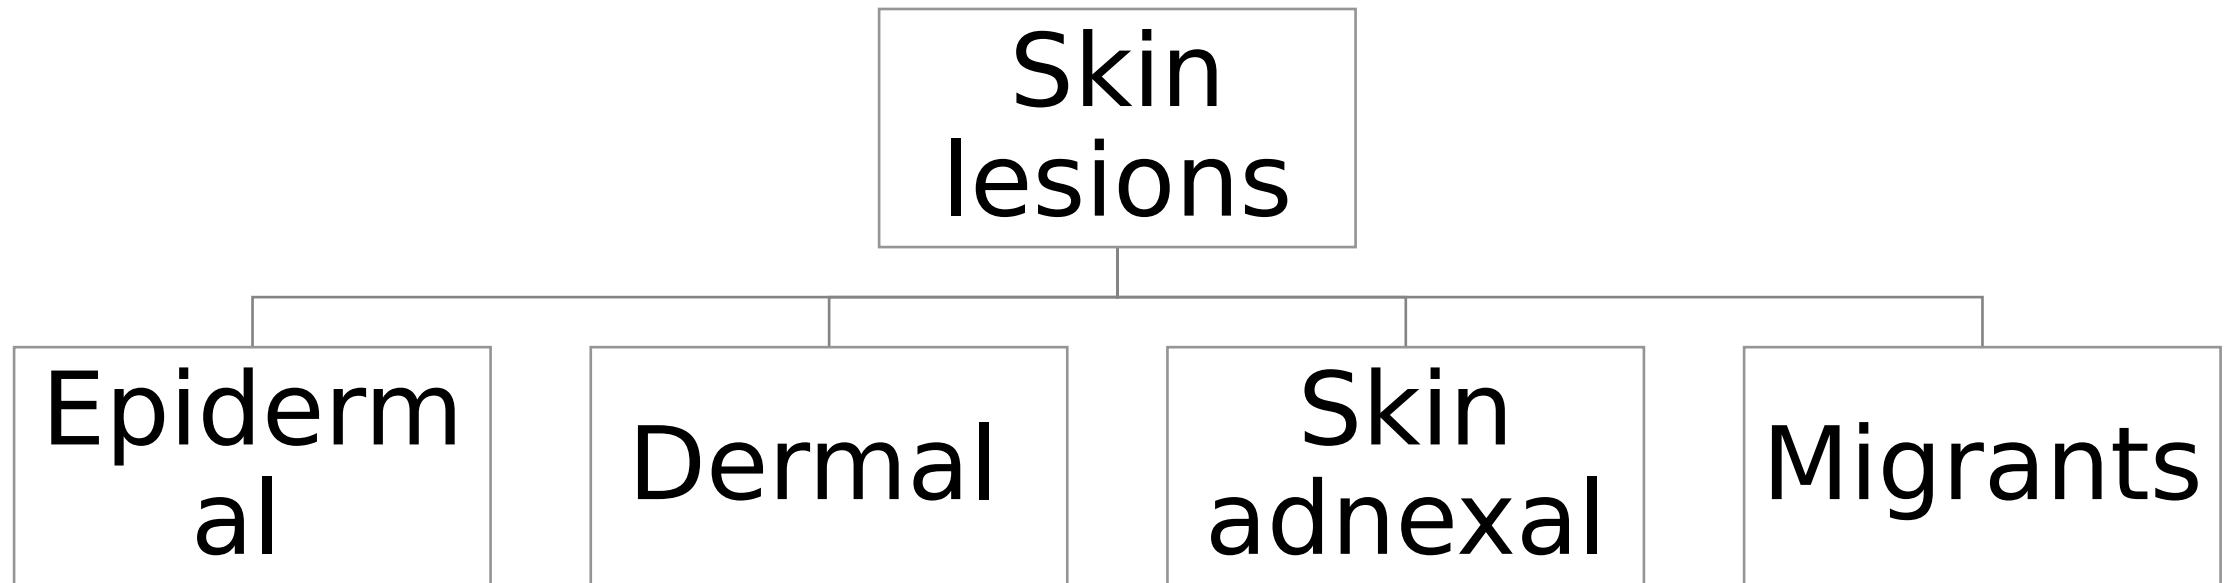 Skin
lesions
Epiderm
al
Dermal
Skin
adnexal
Migrants